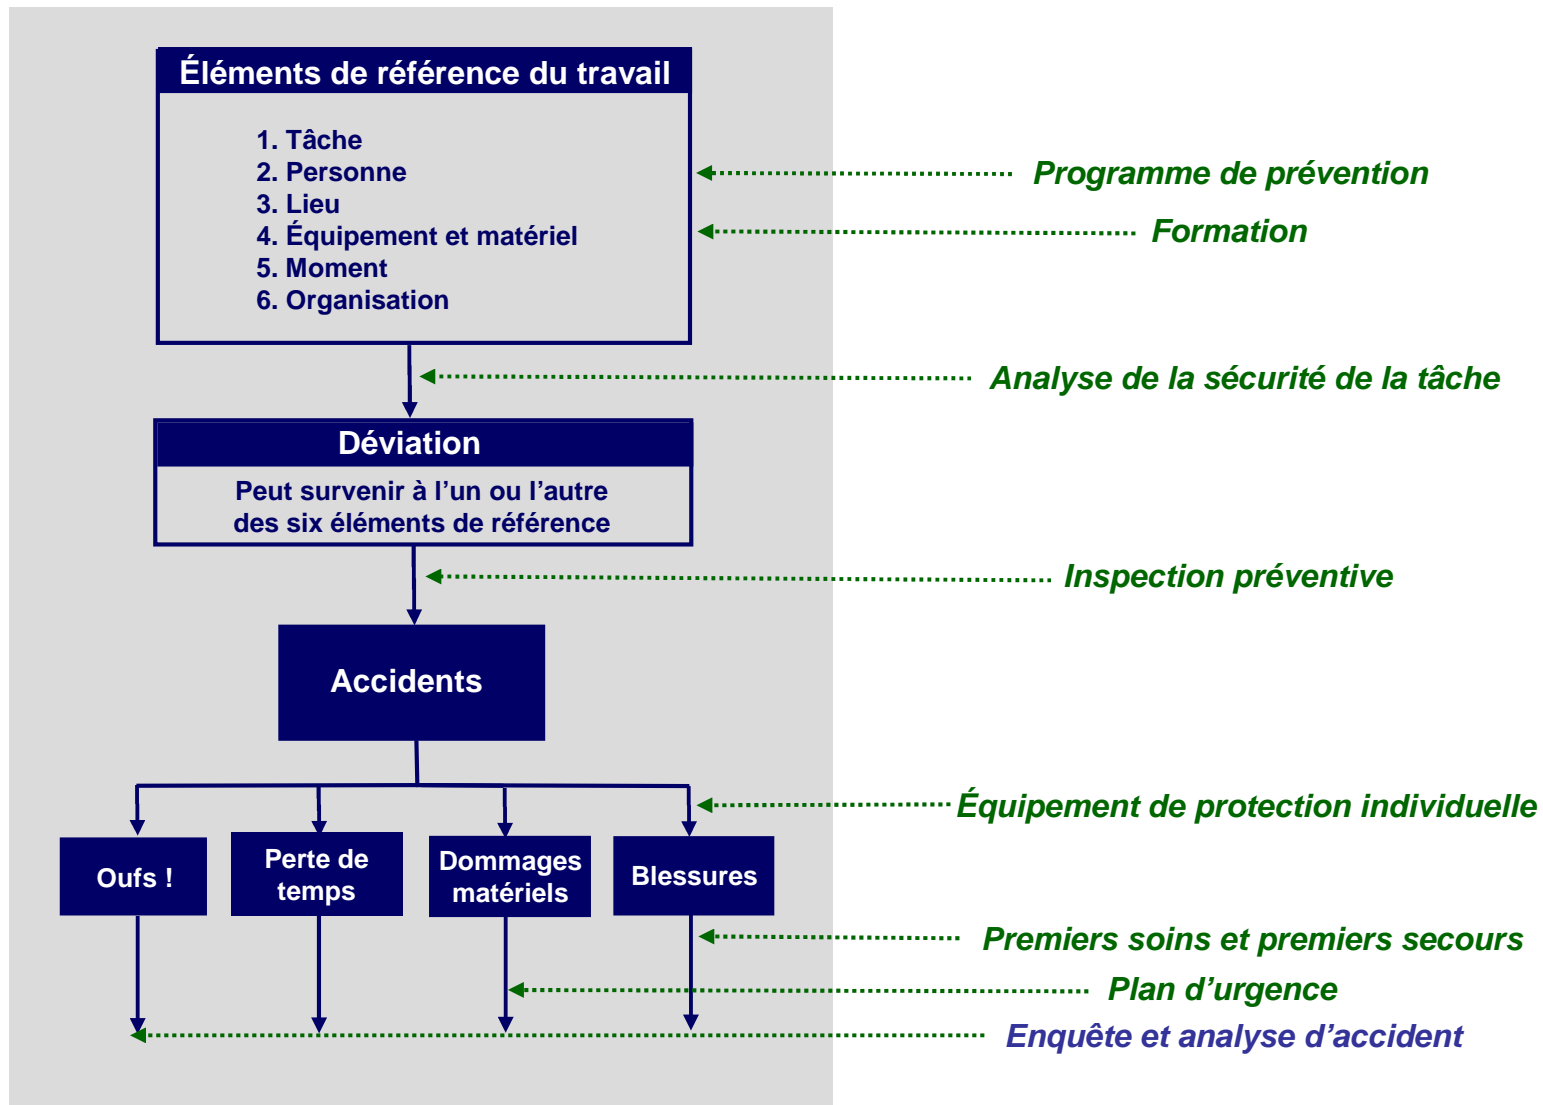 Éléments de référence du travail
1. Tâche
2. Personne
3. Lieu
4. Équipement et matériel
5. Moment
6. Organisation
Programme de prévention
Formation
Analyse de la sécurité de la tâche
Déviation
Peut survenir à l’un ou l’autre
des six éléments de référence
Inspection préventive
Accidents
Équipement de protection individuelle
Oufs !
Perte de
temps
Dommages
matériels
Blessures
Premiers soins et premiers secours
Plan d’urgence
Enquête et analyse d’accident